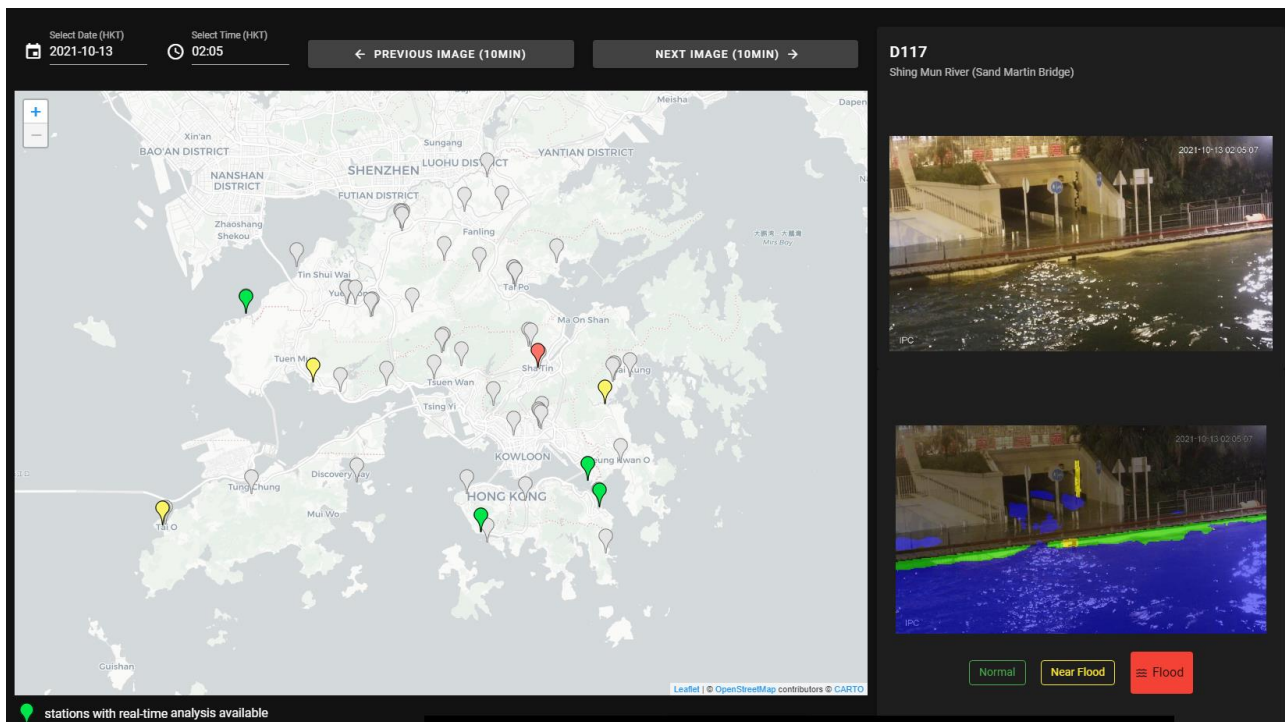 Select Date (HKT)
2021-10-13
Select Time (HKT)
02:05
← PREVIOUS IMAGE (10MIN)
NEXT IMAGE (10MIN) →
D117
Shing Mun River (Sand Martin Bridge)
+
−
Meisha
Dapen
Xin'an
BAO'AN DISTRICT
Sungang
LUOHU DISTRICT
YANTIAN DISTRICT
SHENZHEN
NANSHAN
DISTRICT
FUTIAN DISTRICT
Zhaoshang
Shekou
Fanling
Mirs Bay
Tin Shui Wai
Tai Po
Ma On Shan
Sha Tin
Tsuen Wan
Tsing Yi
KOWLOON
Discovery Bay
Tung Chung
HONG KONG
Mui Wo
Tai O
Guishan
Leaflet | © OpenStreetMap contributors © CARTO
stations with real-time analysis available
2021-10-13 02:05:07
IPC
2021-10-13 02:05:07
IPC
Normal
Near Flood
Flood